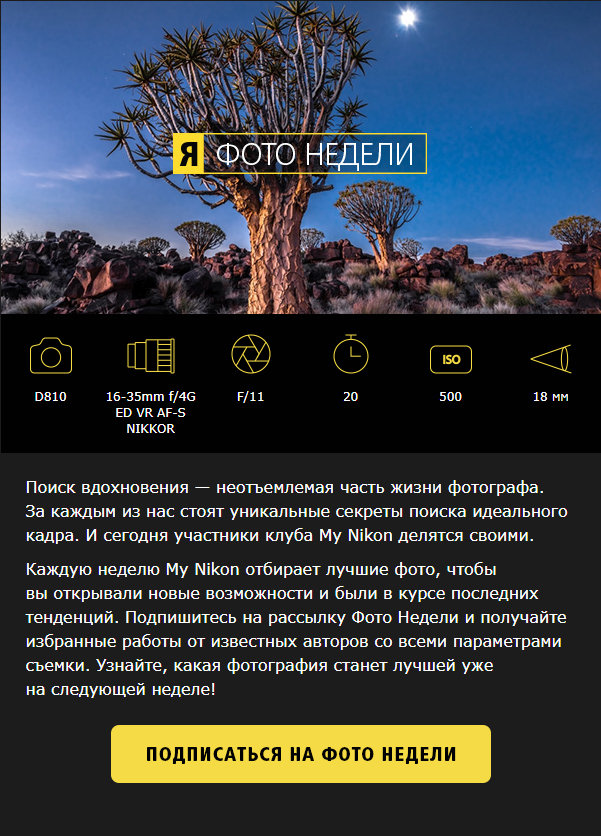 Я ФОТО НЕДЕЛИ
D810
16-35mm f/4G
ED VR AF-S
NIKKOR
F/11
20
ISO
500
18 мм
Поиск вдохновения — неотъемлемая часть жизни фотографа.
За каждым из нас стоят уникальные секреты поиска идеального
кадра. И сегодня участники клуба My Nikon делятся своими.
Каждую неделю My Nikon отбирает лучшие фото, чтобы
вы открывали новые возможности и были в курсе последних
тенденций. Подпишитесь на рассылку Фото Недели и получайте
избранные работы от известных авторов со всеми параметрами
съемки. Узнайте, какая фотография станет лучшей уже
на следующей неделе!
ПОДПИСАТЬСЯ НА ФОТО НЕДЕЛИ